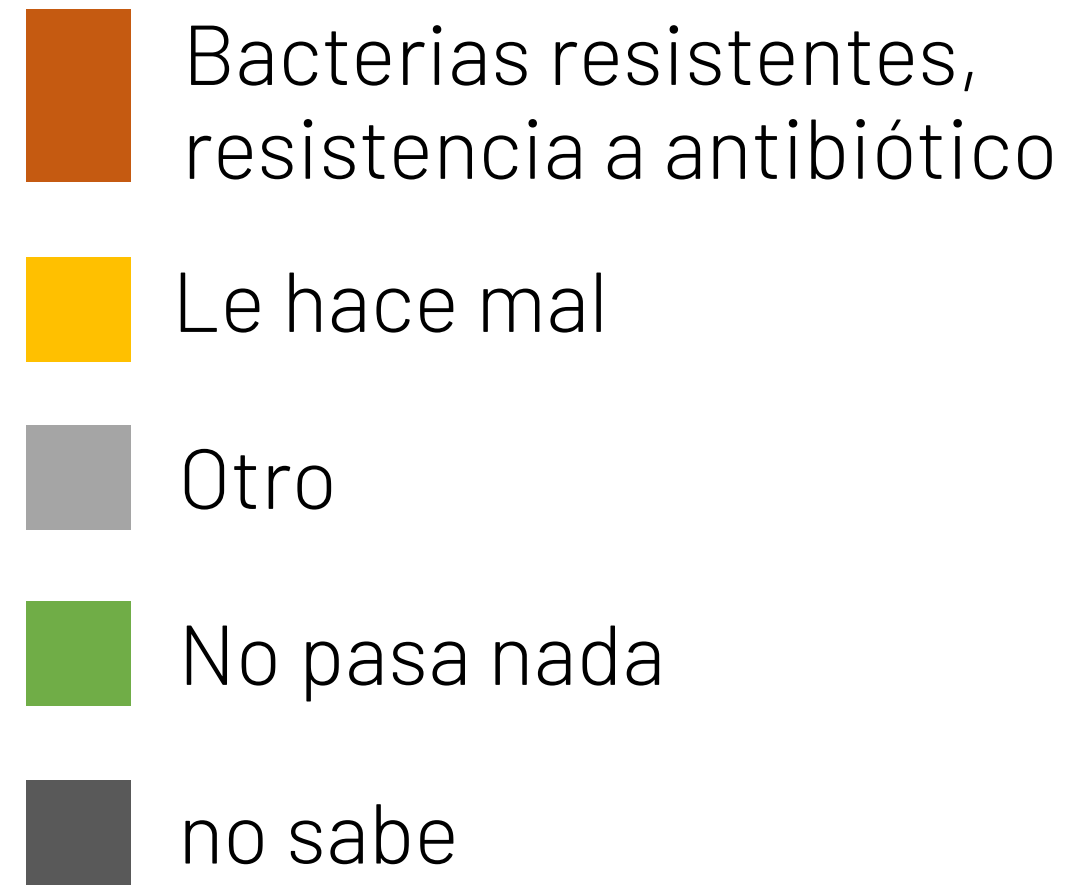 Bacterias resistentes,
resistencia a antibiótico
Le hace mal
Otro
No pasa nada
no sabe